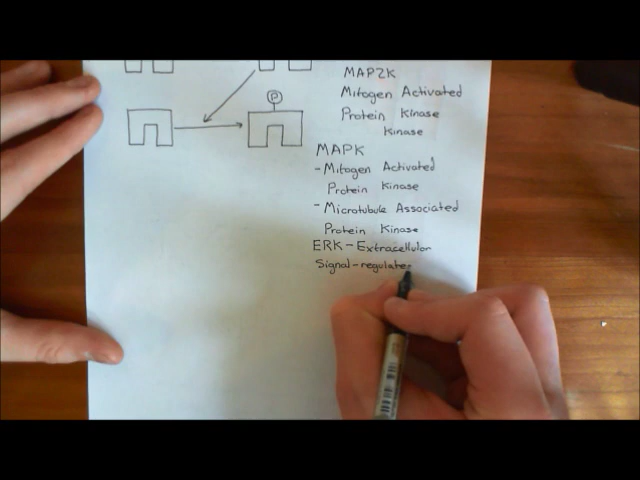 MAP2K
Mitogen Activated
Protein Kinase
Kinase
P
MAPK
- Mitogen Activated
Protein Kinase
- Microtubule Associated
Protein Kinase
ERK - Extracellular
Signal-regulate